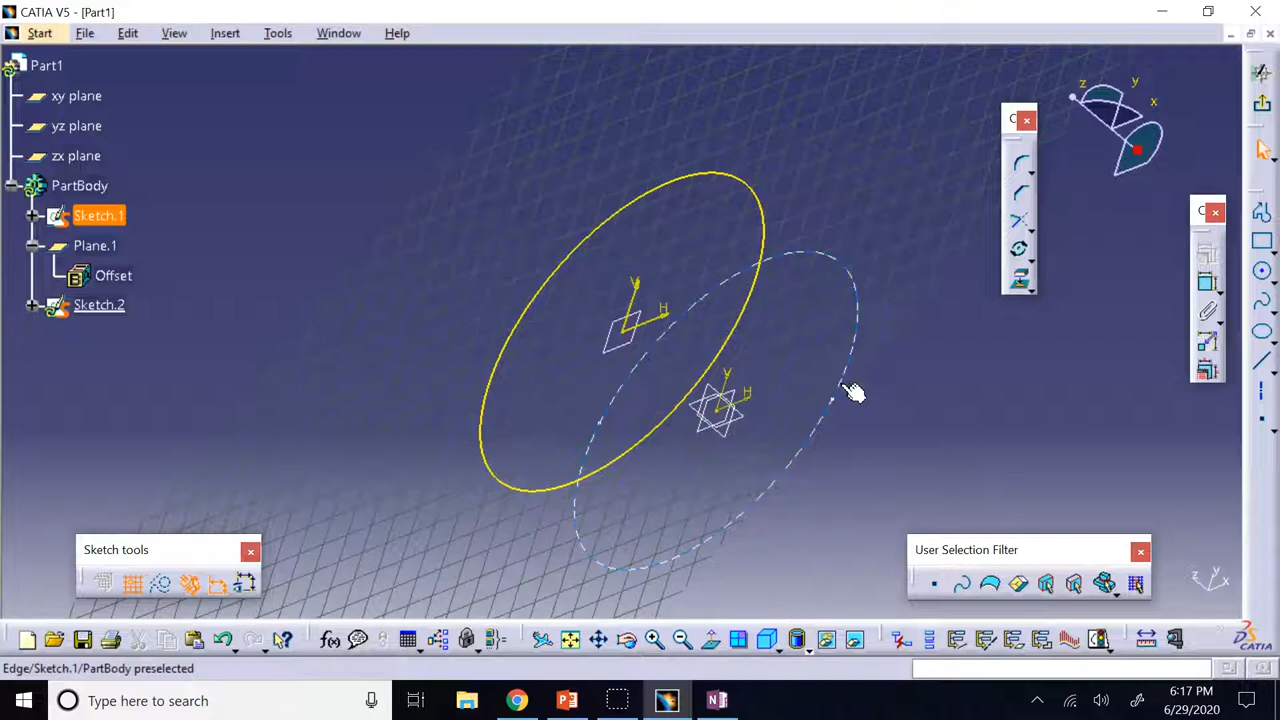 CATIA V5 - [Part1]
Start File Edit View Insert Tools Window Help
Part1
xy plane
yz plane
zx plane
PartBody
Sketch.1
Plane.1
Offset
Sketch.2
V
H
V
H
z
y
x
C
C
Sketch tools
User Selection Filter
z
y
x
f(x)
CATIA
Edge/Sketch.1/PartBody preselected
Type here to search
6:17 PM
6/29/2020